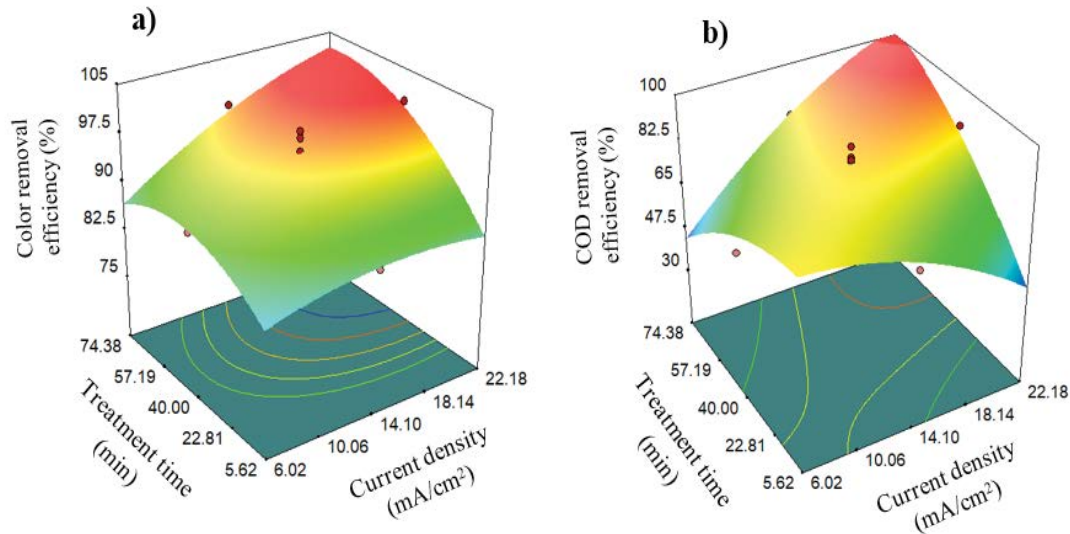 a)
105
97.5
90
82.5
75
Color removal
efficiency (%)
74.38
57.19
40.00
22.81
5.62
Treatment time
(min)
6.02
10.06
14.10
18.14
22.18
Current density
(mA/cm²)
b)
100
82.5
65
47.5
30
COD removal
efficiency (%)
74.38
57.19
40.00
22.81
5.62
Treatment time
(min)
6.02
10.06
14.10
18.14
22.18
Current density
(mA/cm²)